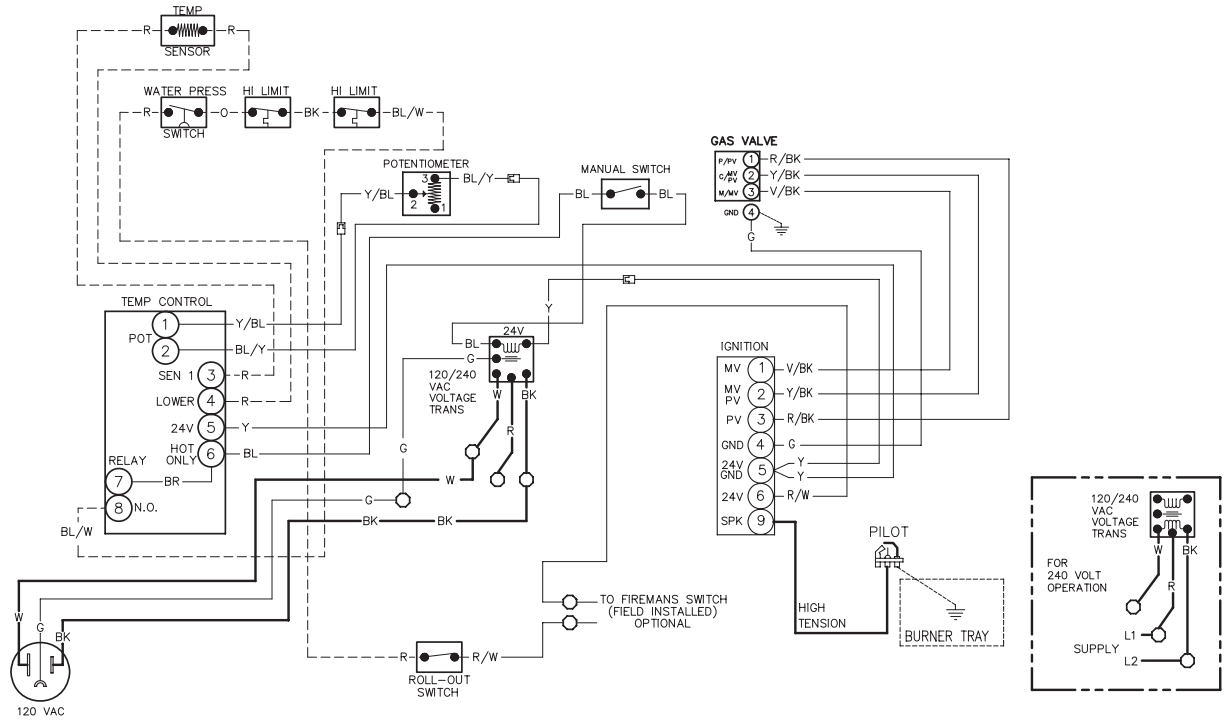 TEMP
R R
SENSOR
WATER PRESS HI LIMIT HI LIMIT
R O BK BL/W
SWITCH
POTENTIOMETER
3 BL/Y
Y/BL 2 1
MANUAL SWITCH
BL BL
GAS VALVE
P/PV 1 R/BK
C/MV PV 2 Y/BK
M/MV 3 V/BK
GND 4
G
TEMP CONTROL
1 Y/BL
POT
2 BL/Y
SEN 1 3 R
LOWER 4 R
24V 5 Y
HOT ONLY 6 BL
RELAY
7 BR
8 N.O.
BL/W
Y
24V
BL
G
120/240
VAC
VOLTAGE
TRANS
W BK
R
G
W
G
BK BK
IGNITION
MV 1 V/BK
MV
PV 2 Y/BK
PV 3 R/BK
GND 4 G
24V
GND 5 Y
Y
24V 6 R/W
SPK 9
PILOT
HIGH
TENSION
BURNER TRAY
TO FIREMANS SWITCH
(FIELD INSTALLED)
OPTIONAL
R R/W
ROLL-OUT
SWITCH
W
G
BK
120 VAC
120/240
VAC
VOLTAGE
TRANS
W BK
R
FOR
240 VOLT
OPERATION
L1
SUPPLY
L2